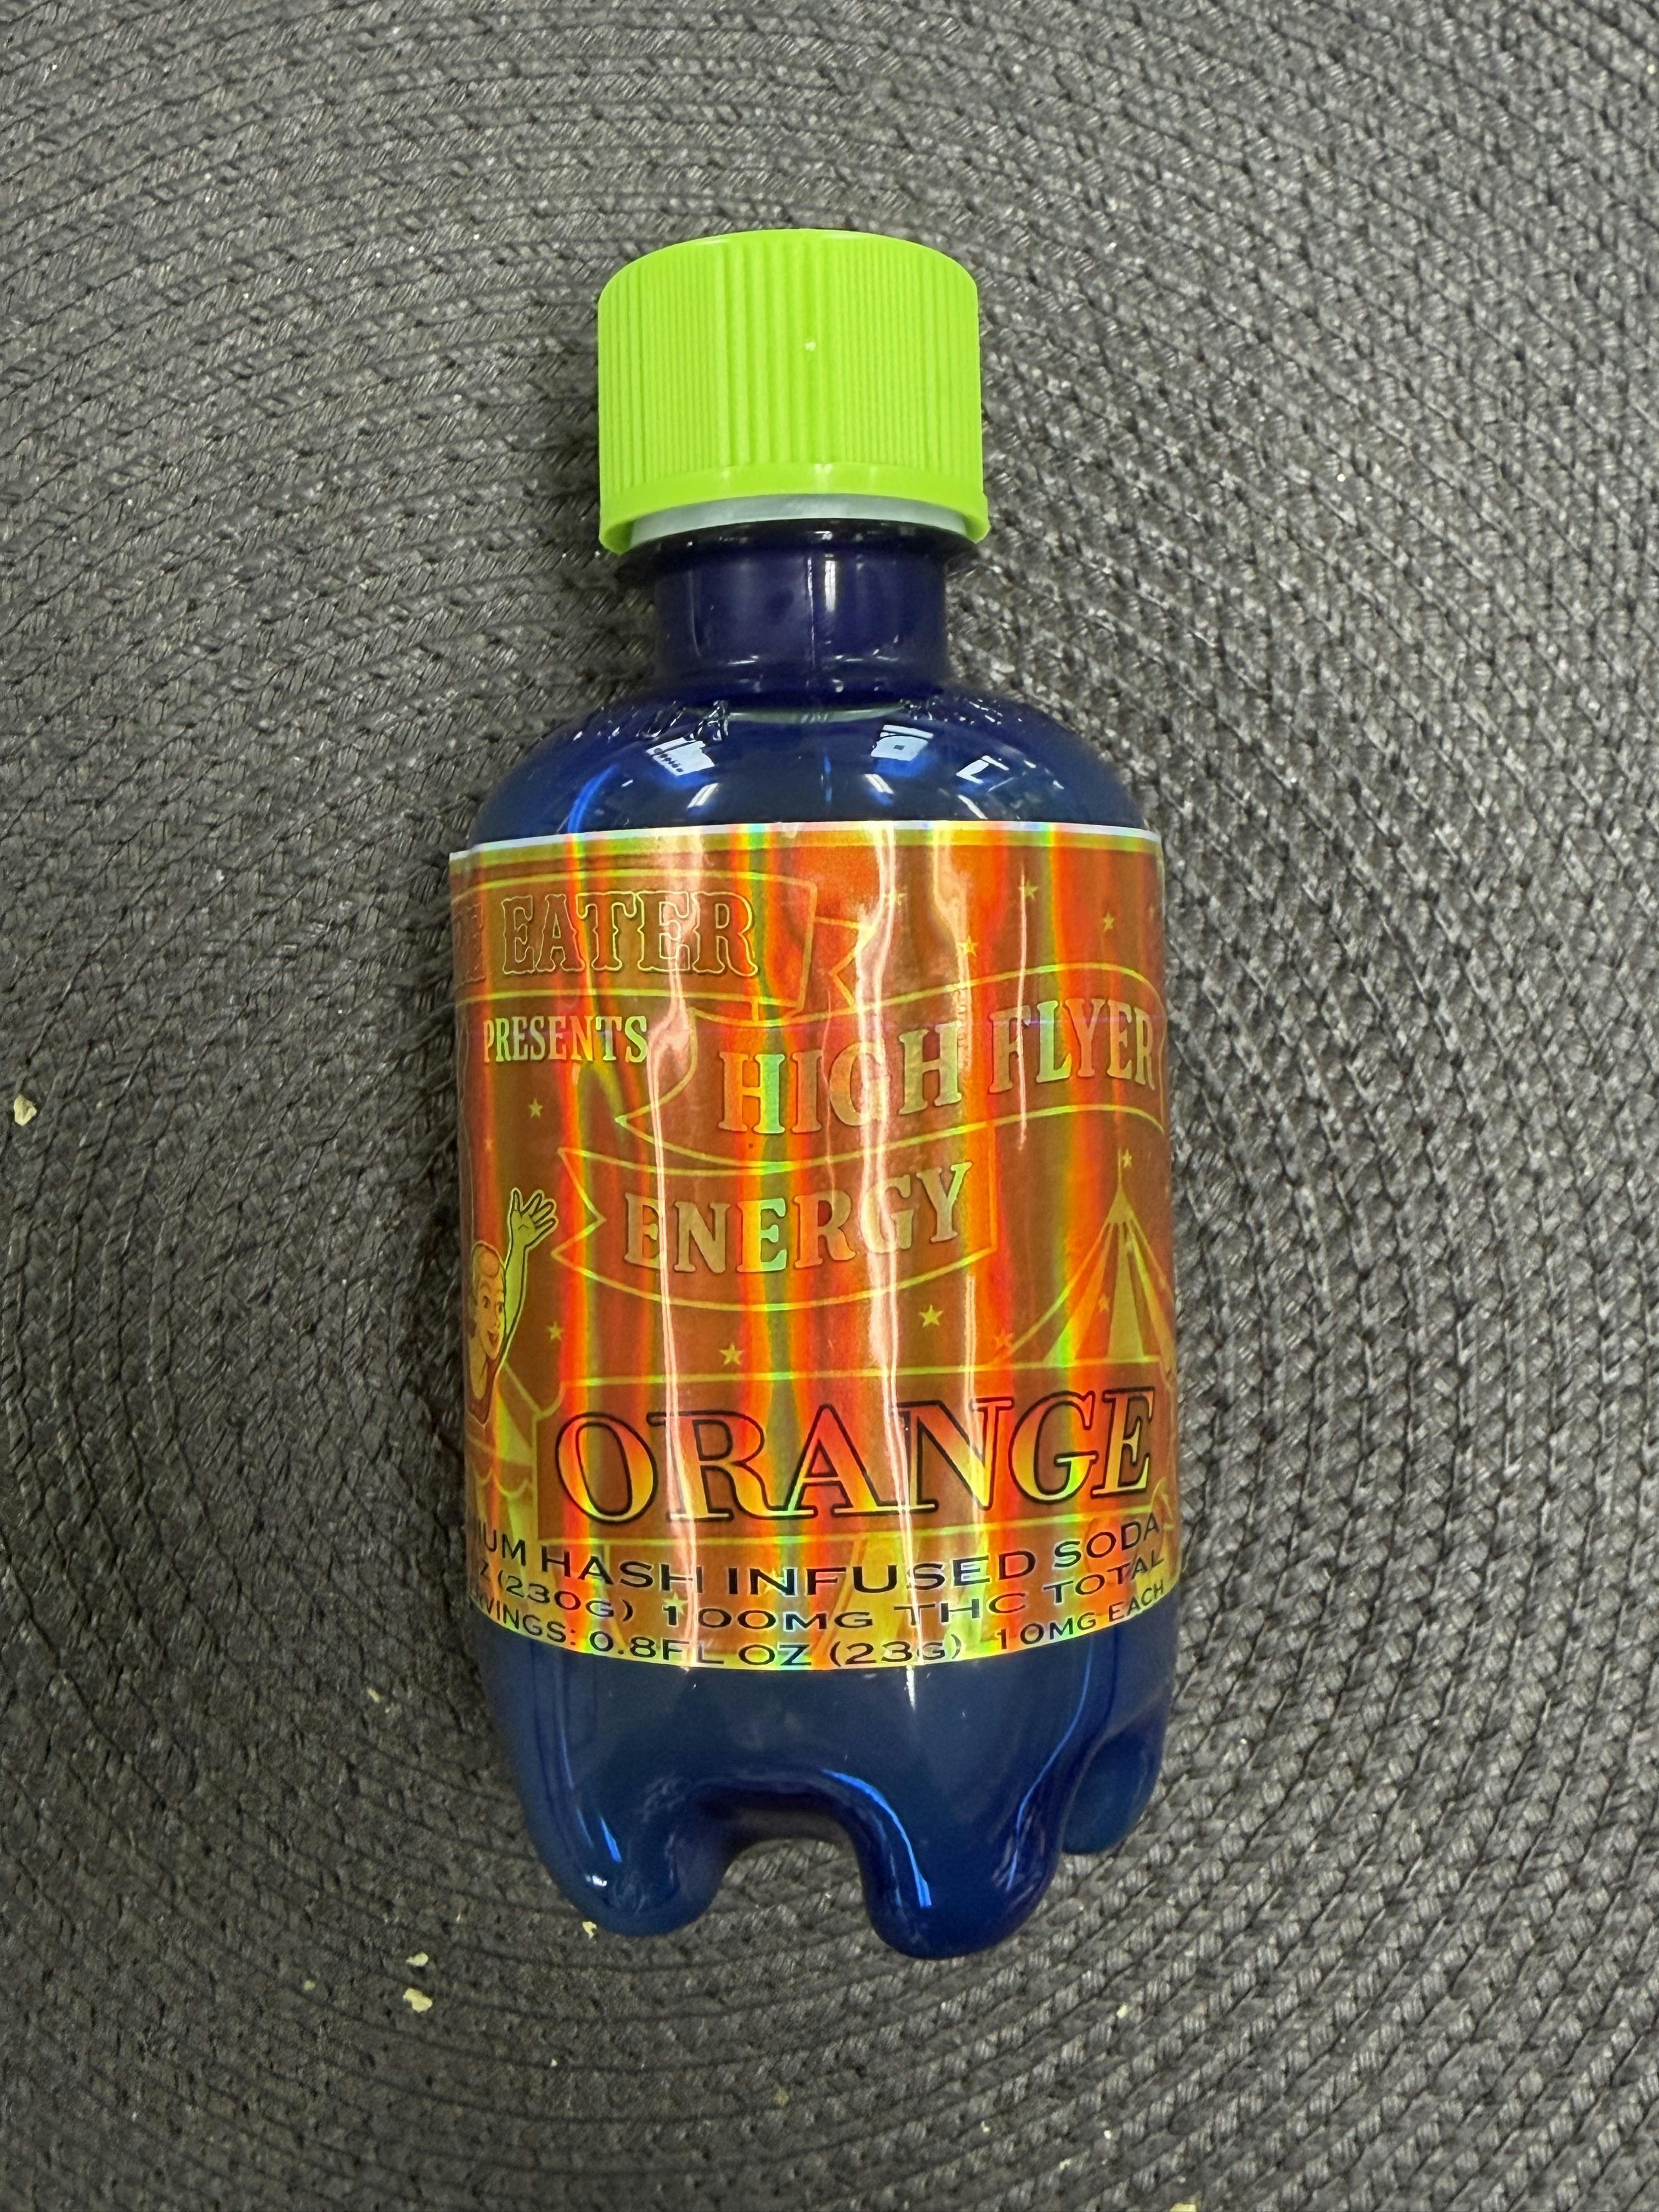 EATER
PRESENTS
HIGH FLYER
ENERGY
ORANGE
HASH INFUSED SODA
(230G) 100MG THC TOTAL
0.8FL OZ (23G) 10MG EACH